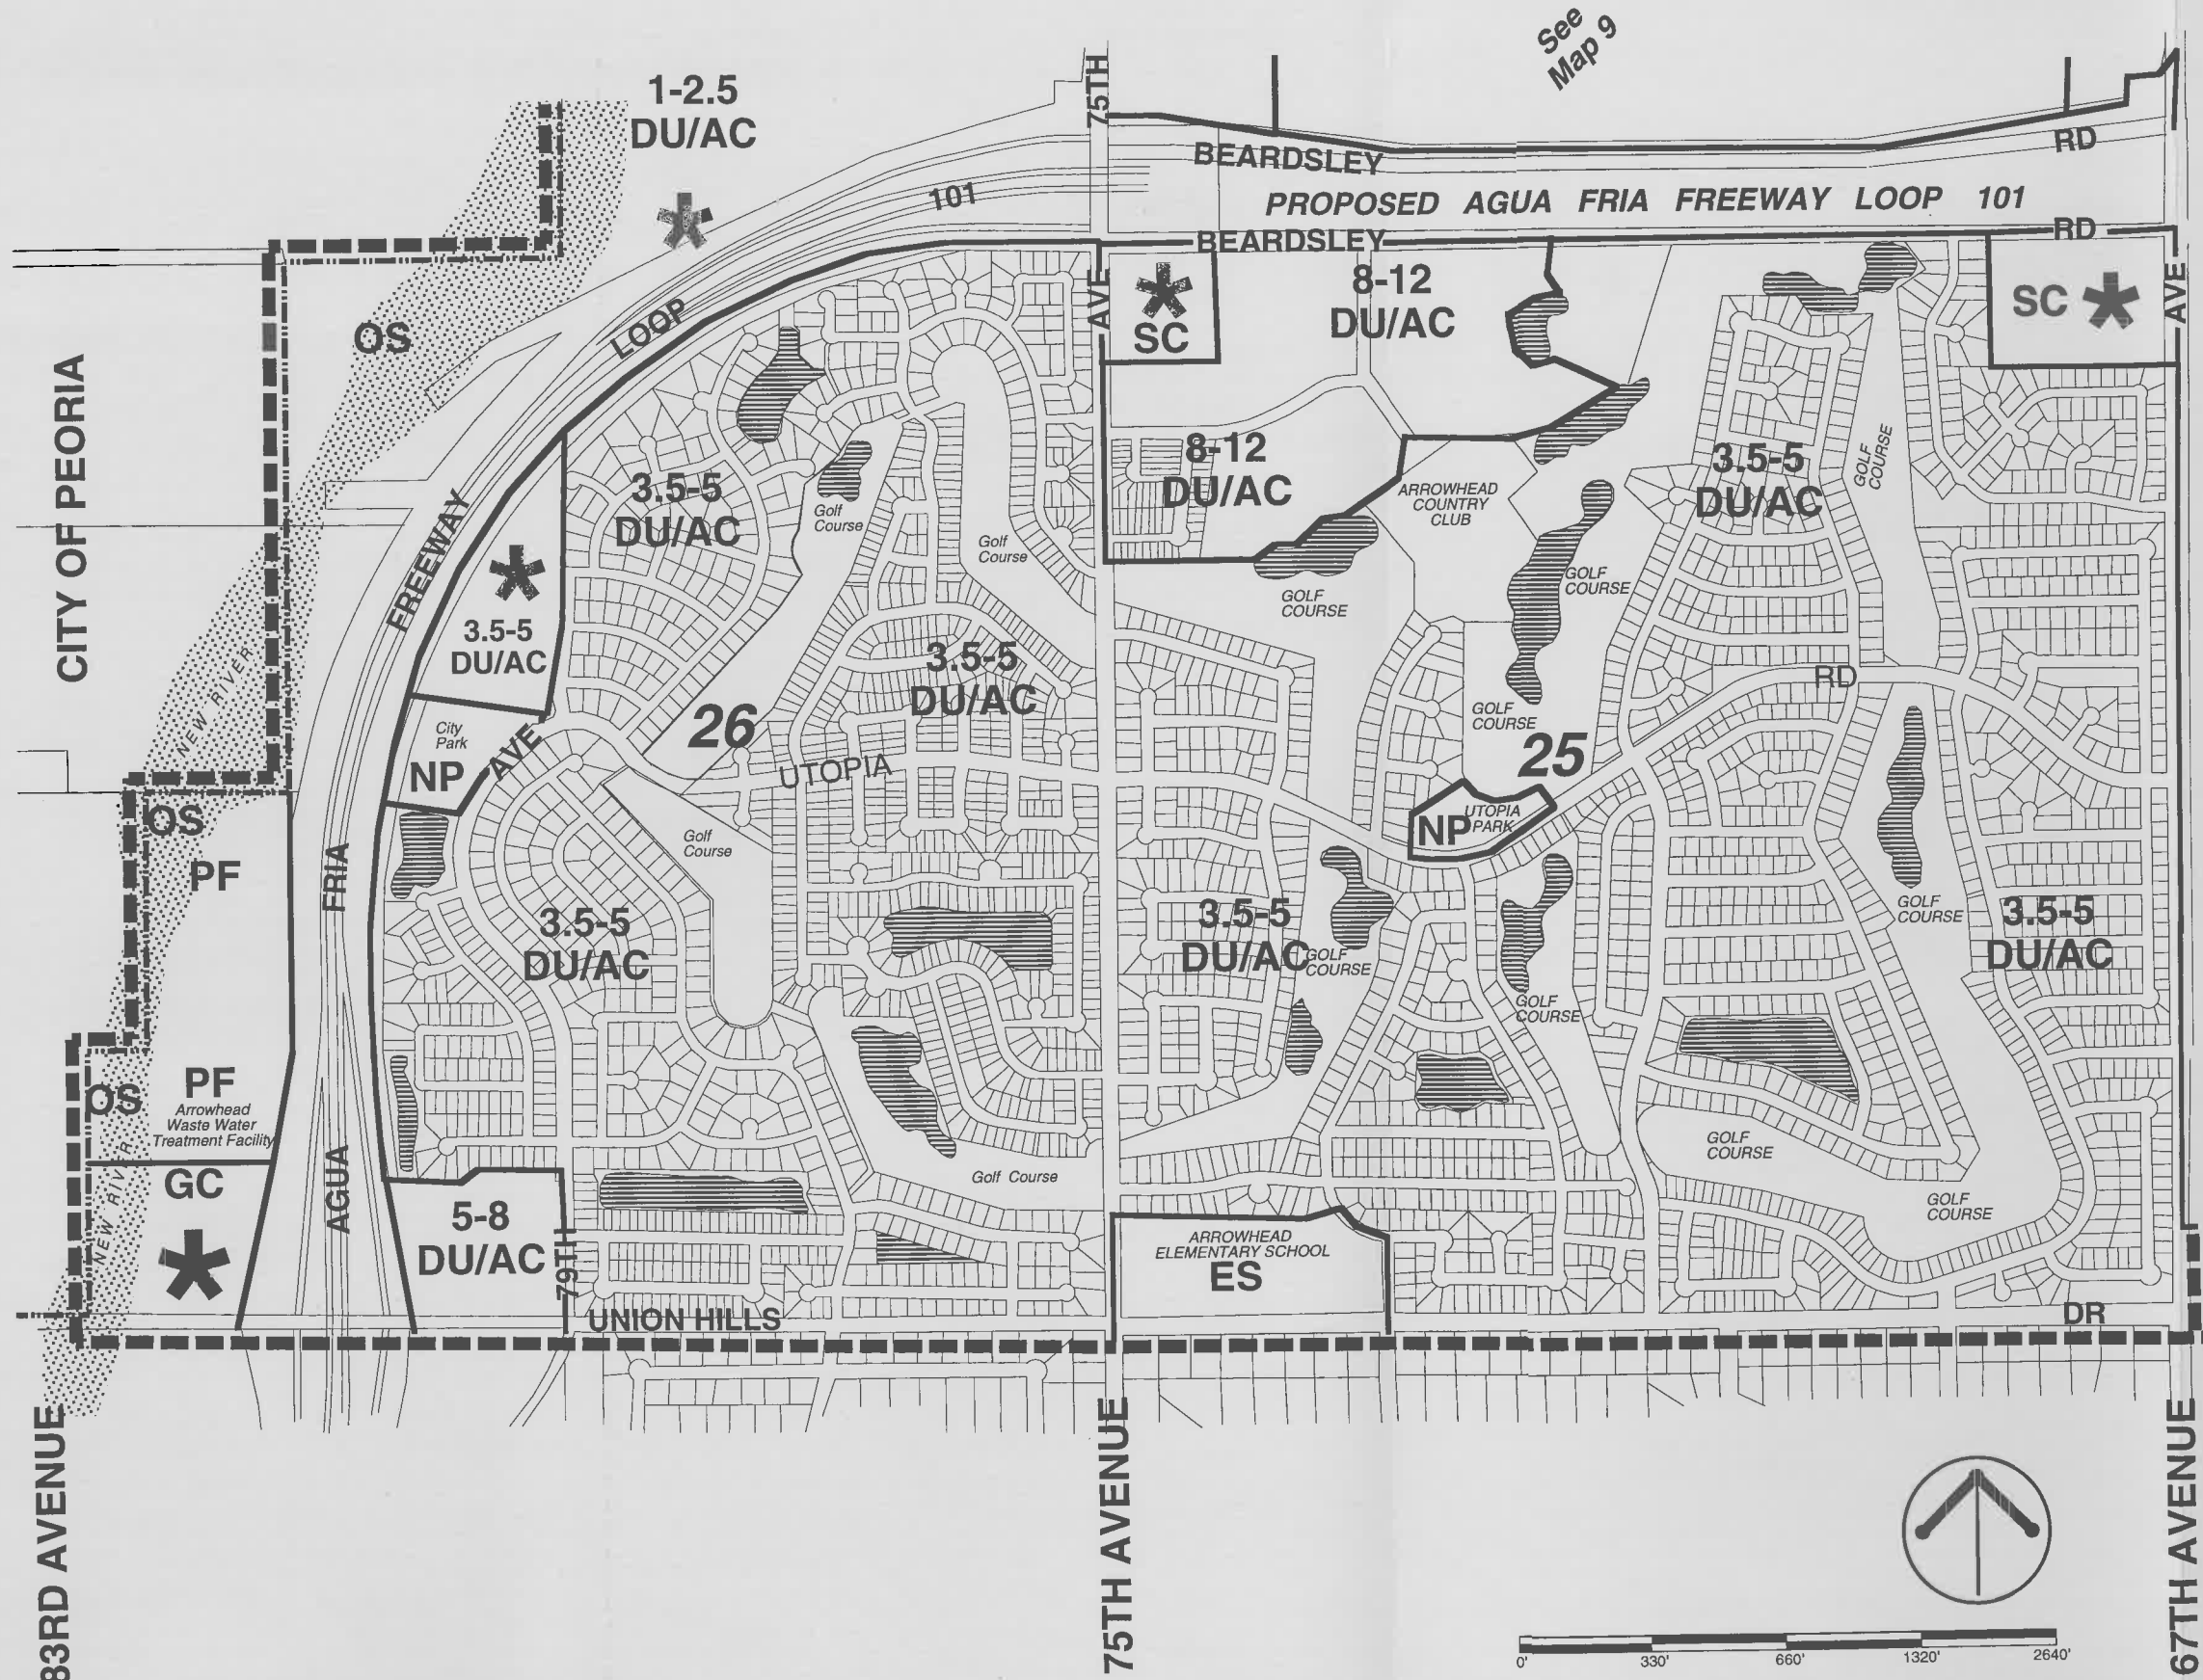 See
Map 9
1-2.5
DU/AC
75TH
BEARDSLEY
RD
101
PROPOSED AGUA FRIA FREEWAY LOOP 101
BEARDSLEY
RD
AVE
SC
8-12
DU/AC
SC
AVE
OS
LOOP
CITY OF PEORIA
3.5-5
DU/AC
Golf
Course
Golf
Course
8-12
DU/AC
ARROWHEAD
COUNTRY
CLUB
3.5-5
DU/AC
GOLF
COURSE
FREEWAY
3.5-5
DU/AC
GOLF
COURSE
GOLF
COURSE
NEW RIVER
3.5-5
DU/AC
RD
City
Park
NP
AVE
26
UTOPIA
GOLF
COURSE
25
NP
UTOPIA
PARK
OS
PF
FRIA
Golf
Course
3.5-5
DU/AC
3.5-5
DU/AC
GOLF
COURSE
GOLF
COURSE
GOLF
COURSE
3.5-5
DU/AC
OS
PF
Arrowhead
Waste Water
Treatment Facility
NEW RIVER
GC
AGUA
5-8
DU/AC
79TH
Golf Course
ARROWHEAD
ELEMENTARY SCHOOL
ES
GOLF
COURSE
GOLF
COURSE
UNION HILLS
DR
83RD AVENUE
75TH AVENUE
67TH AVENUE
0' 330' 660' 1320' 2640'